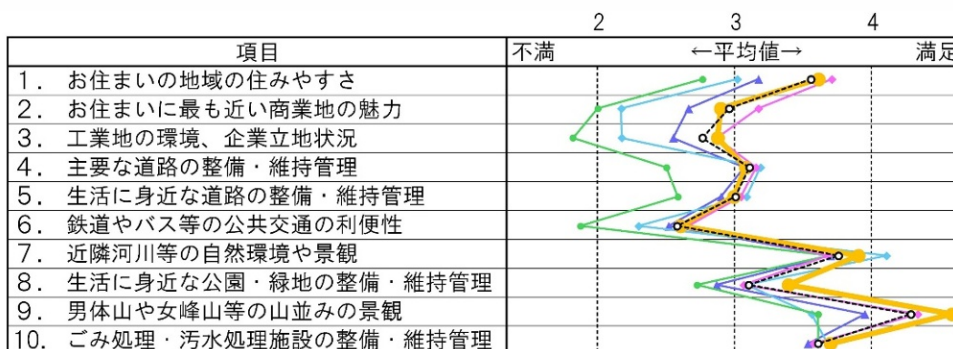 2 3 4
項目 不満 ←平均値→ 満足
1. お住まいの地域の住みやすさ
2. お住まいに最も近い商業地の魅力
3. 工業地の環境、企業立地状況
4. 主要な道路の整備・維持管理
5. 生活に身近な道路の整備・維持管理
6. 鉄道やバス等の公共交通の利便性
7. 近隣河川等の自然環境や景観
8. 生活に身近な公園・緑地の整備・維持管理
9. 男体山や女峰山等の山並みの景観
10. ごみ処理・汚水処理施設の整備・維持管理